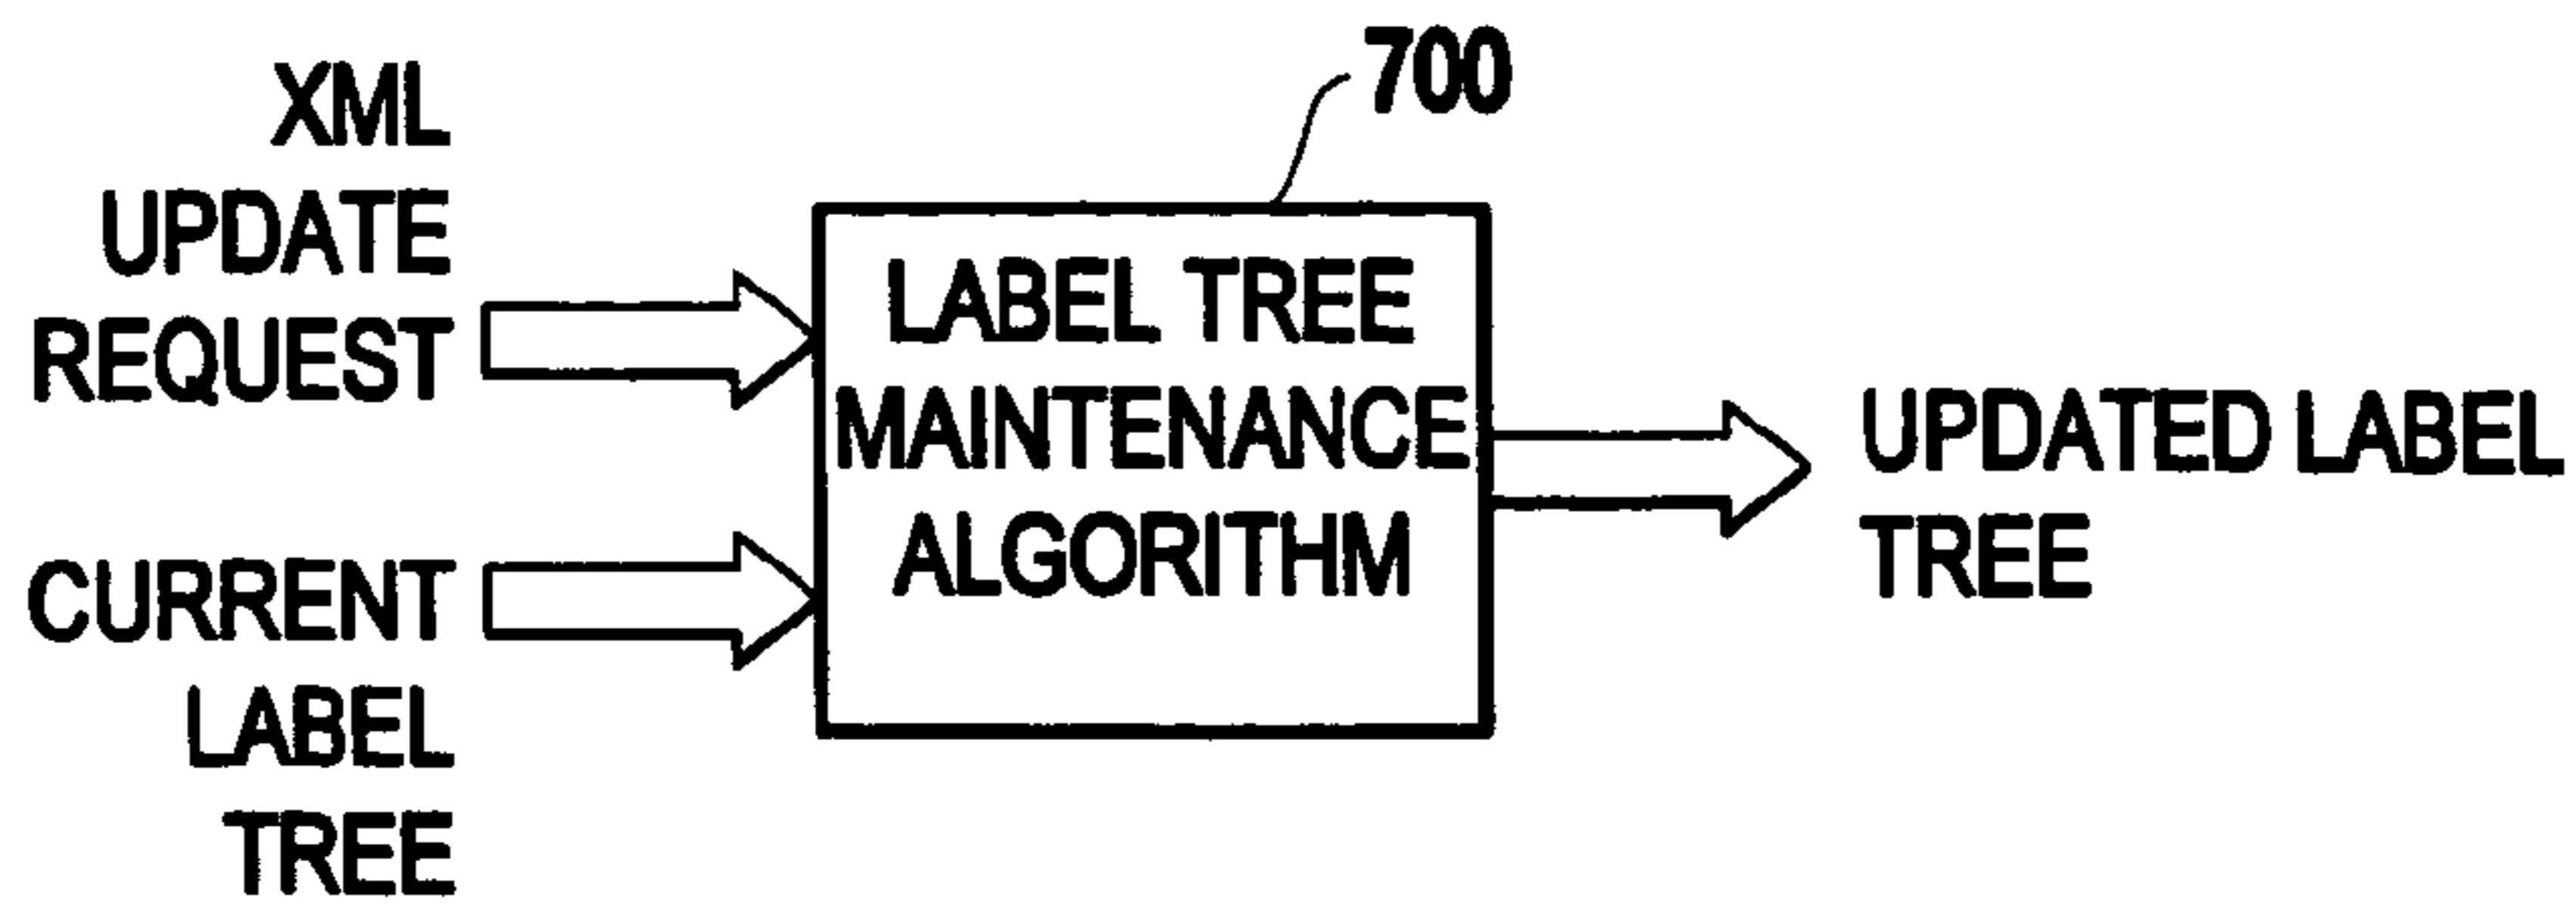 700
XML
UPDATE
REQUEST
CURRENT
LABEL
TREE
LABEL TREE
MAINTENANCE
ALGORITHM
UPDATED LABEL
TREE